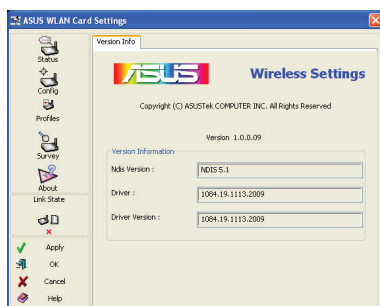 ASUS WLAN Card Settings
Status
Config
Profiles
Survey
About
Link State
Apply
OK
Cancel
Help
Version Info
ASUS
Wireless Settings
Copyright (C) ASUSTek COMPUTER INC. All Rights Reserved
Version 1.0.0.09
Version Information
Ndis Version : NDIS 5.1
Driver : 1084.19.1113.2009
Driver Version : 1084.19.1113.2009